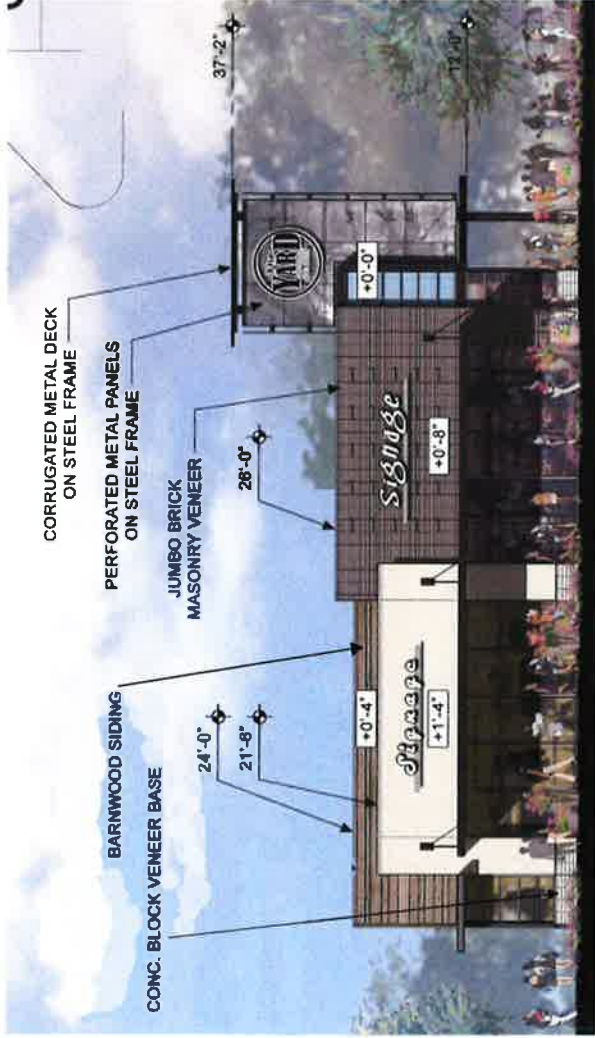 CORRUGATED METAL DECK
ON STEEL FRAME
PERFORATED METAL PANELS
ON STEEL FRAME
JUMBO BRICK
MASONRY VENEER
BARNWOOD SIDING
CONC. BLOCK VENEER BASE
37'-2"
26'-0"
24'-0"
21'-8"
12'-0"
YARD
+0'-0"
Signage
+0'-8"
+0'-4"
Signage
+1'-4"